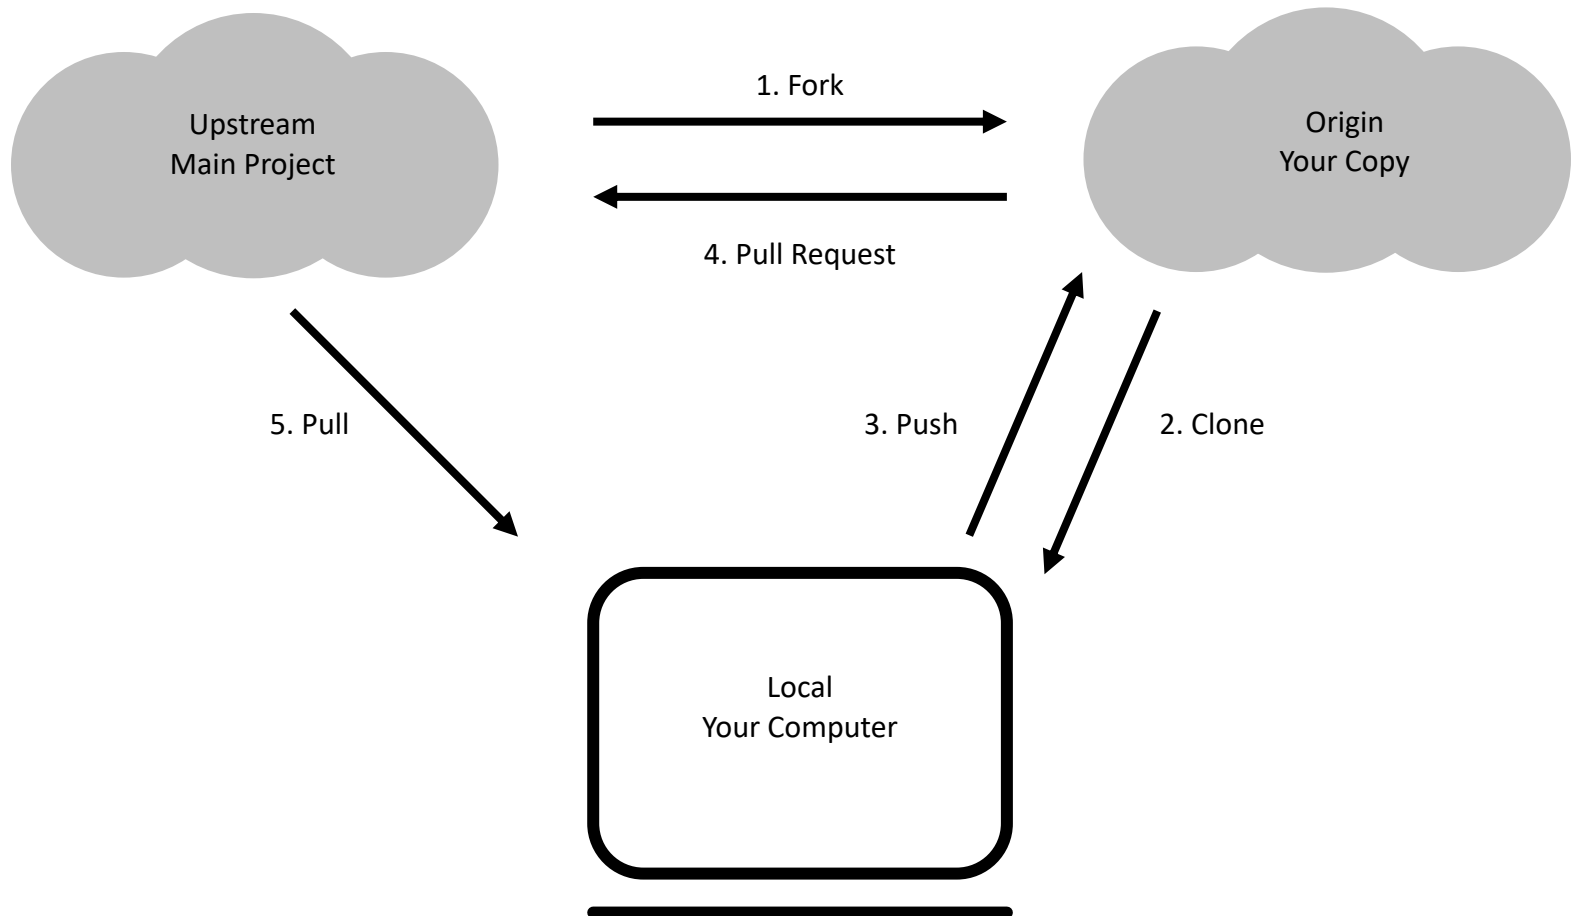 Upstream
Main Project
1. Fork
Origin
Your Copy
4. Pull Request
5. Pull
3. Push
2. Clone
Local
Your Computer